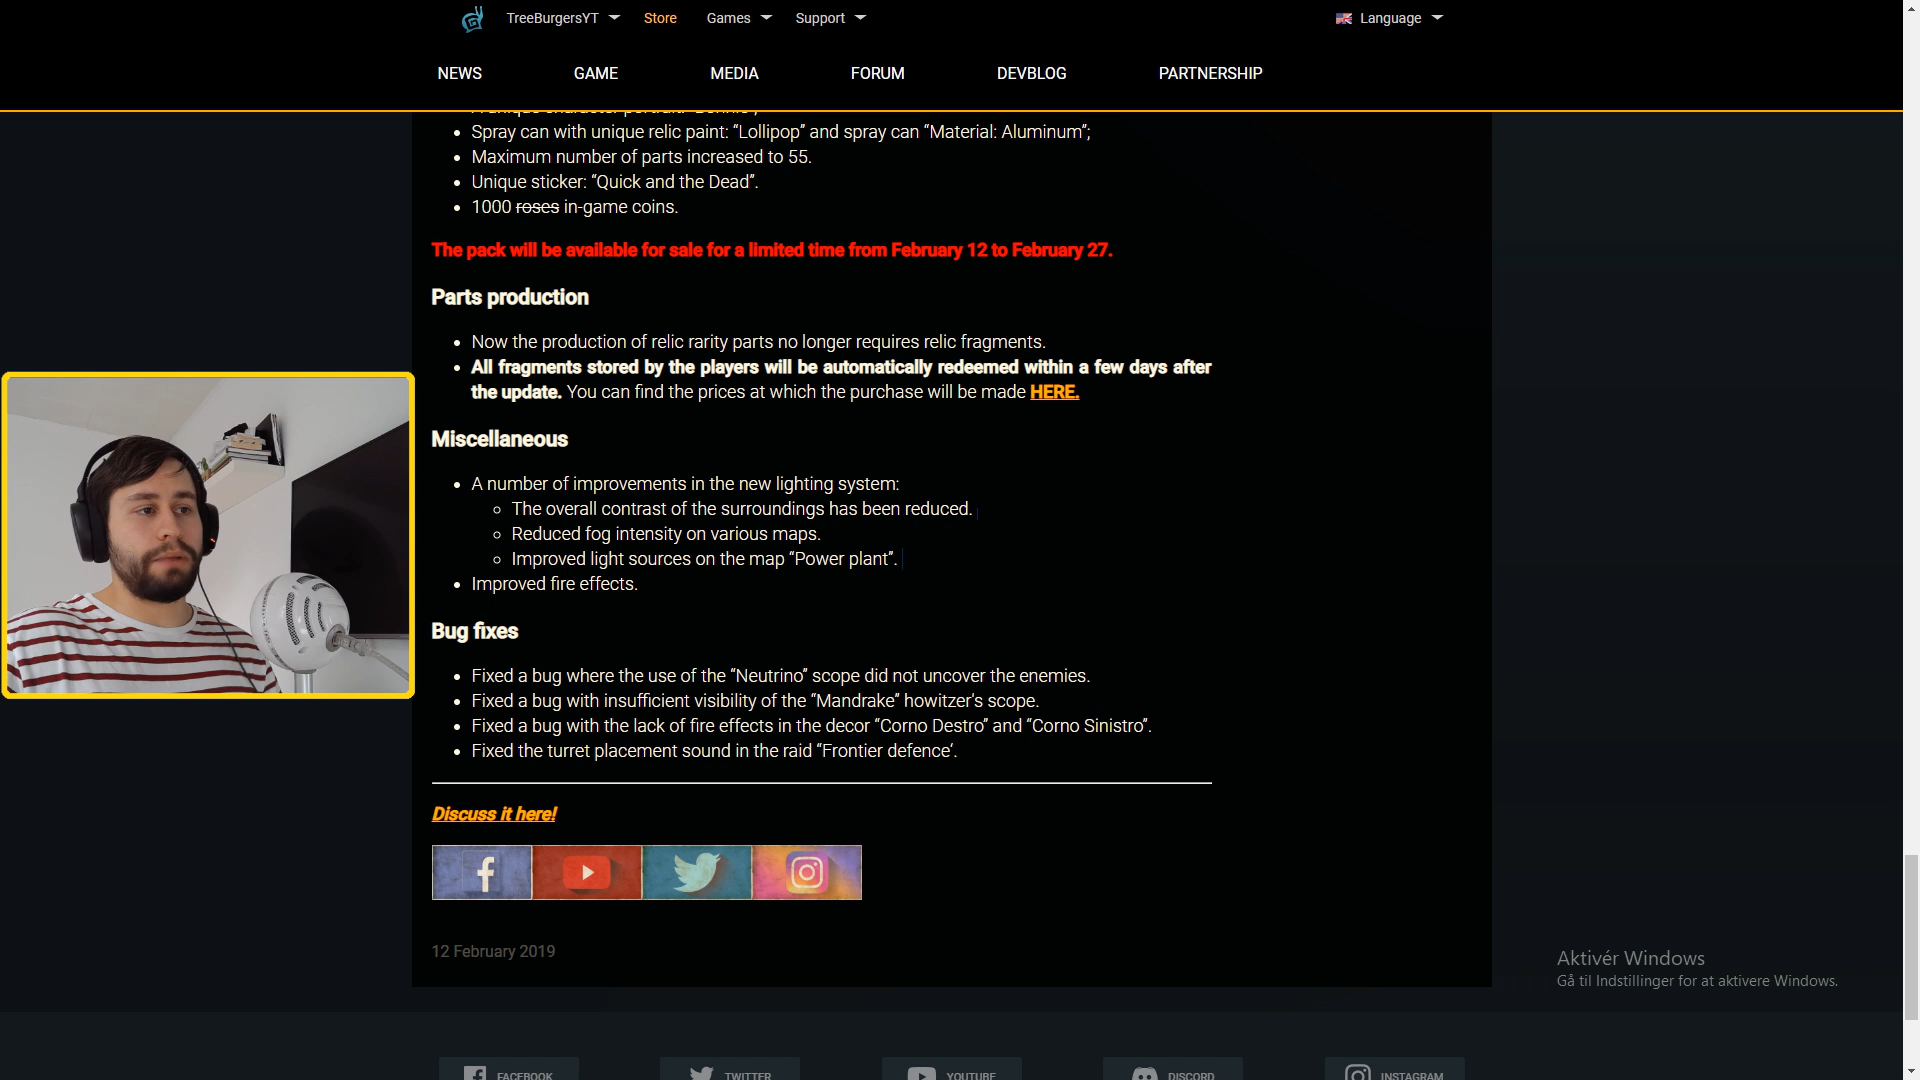 TreeBurgersYT Store Games Support Language
NEWS GAME MEDIA FORUM DEVBLOG PARTNERSHIP
Spray can with unique relic paint: “Lollipop” and spray can “Material: Aluminum”;
Maximum number of parts increased to 55.
Unique sticker: “Quick and the Dead”.
1000 roses in-game coins.
The pack will be available for sale for a limited time from February 12 to February 27.
Parts production
Now the production of relic rarity parts no longer requires relic fragments.
All fragments stored by the players will be automatically redeemed within a few days after
the update. You can find the prices at which the purchase will be made HERE.
Miscellaneous
A number of improvements in the new lighting system:
The overall contrast of the surroundings has been reduced.
Reduced fog intensity on various maps.
Improved light sources on the map “Power plant”.
Improved fire effects.
Bug fixes
Fixed a bug where the use of the “Neutrino” scope did not uncover the enemies.
Fixed a bug with insufficient visibility of the “Mandrake” howitzer's scope.
Fixed a bug with the lack of fire effects in the decor “Corno Destro” and “Corno Sinistro”.
Fixed the turret placement sound in the raid “Frontier defence‘.
Discuss it here!
12 February 2019
Aktivér Windows
Gå til Indstillinger for at aktivere Windows.
FACEBOOK TWITTER YOUTUBE DISCORD INSTAGRAM